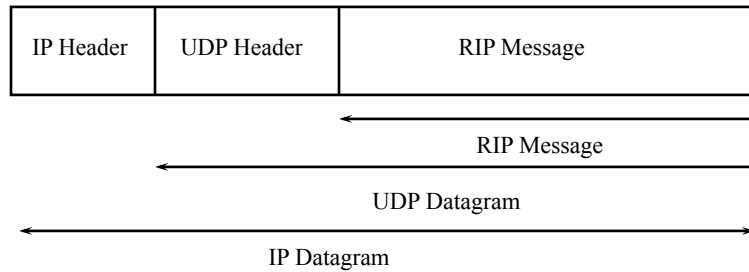 IP Header UDP Header RIP Message
RIP Message
UDP Datagram
IP Datagram